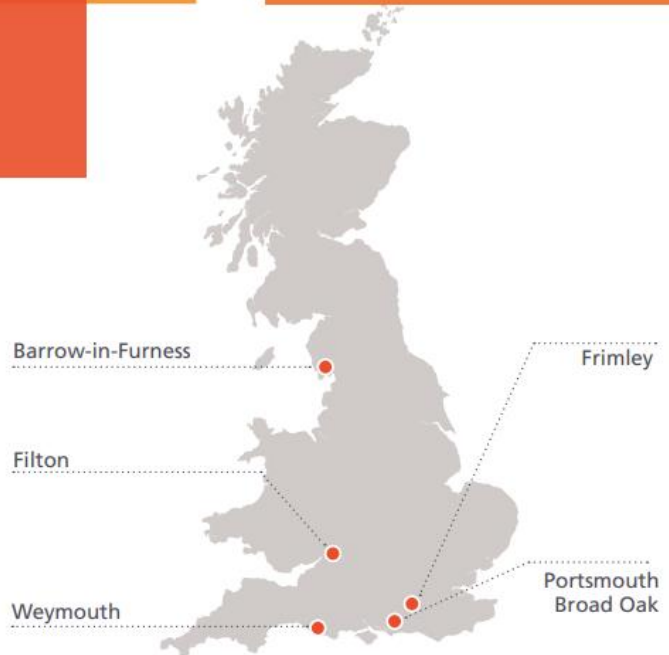 Barrow-in-Furness
Frimley
Filton
Portsmouth
Broad Oak
Weymouth